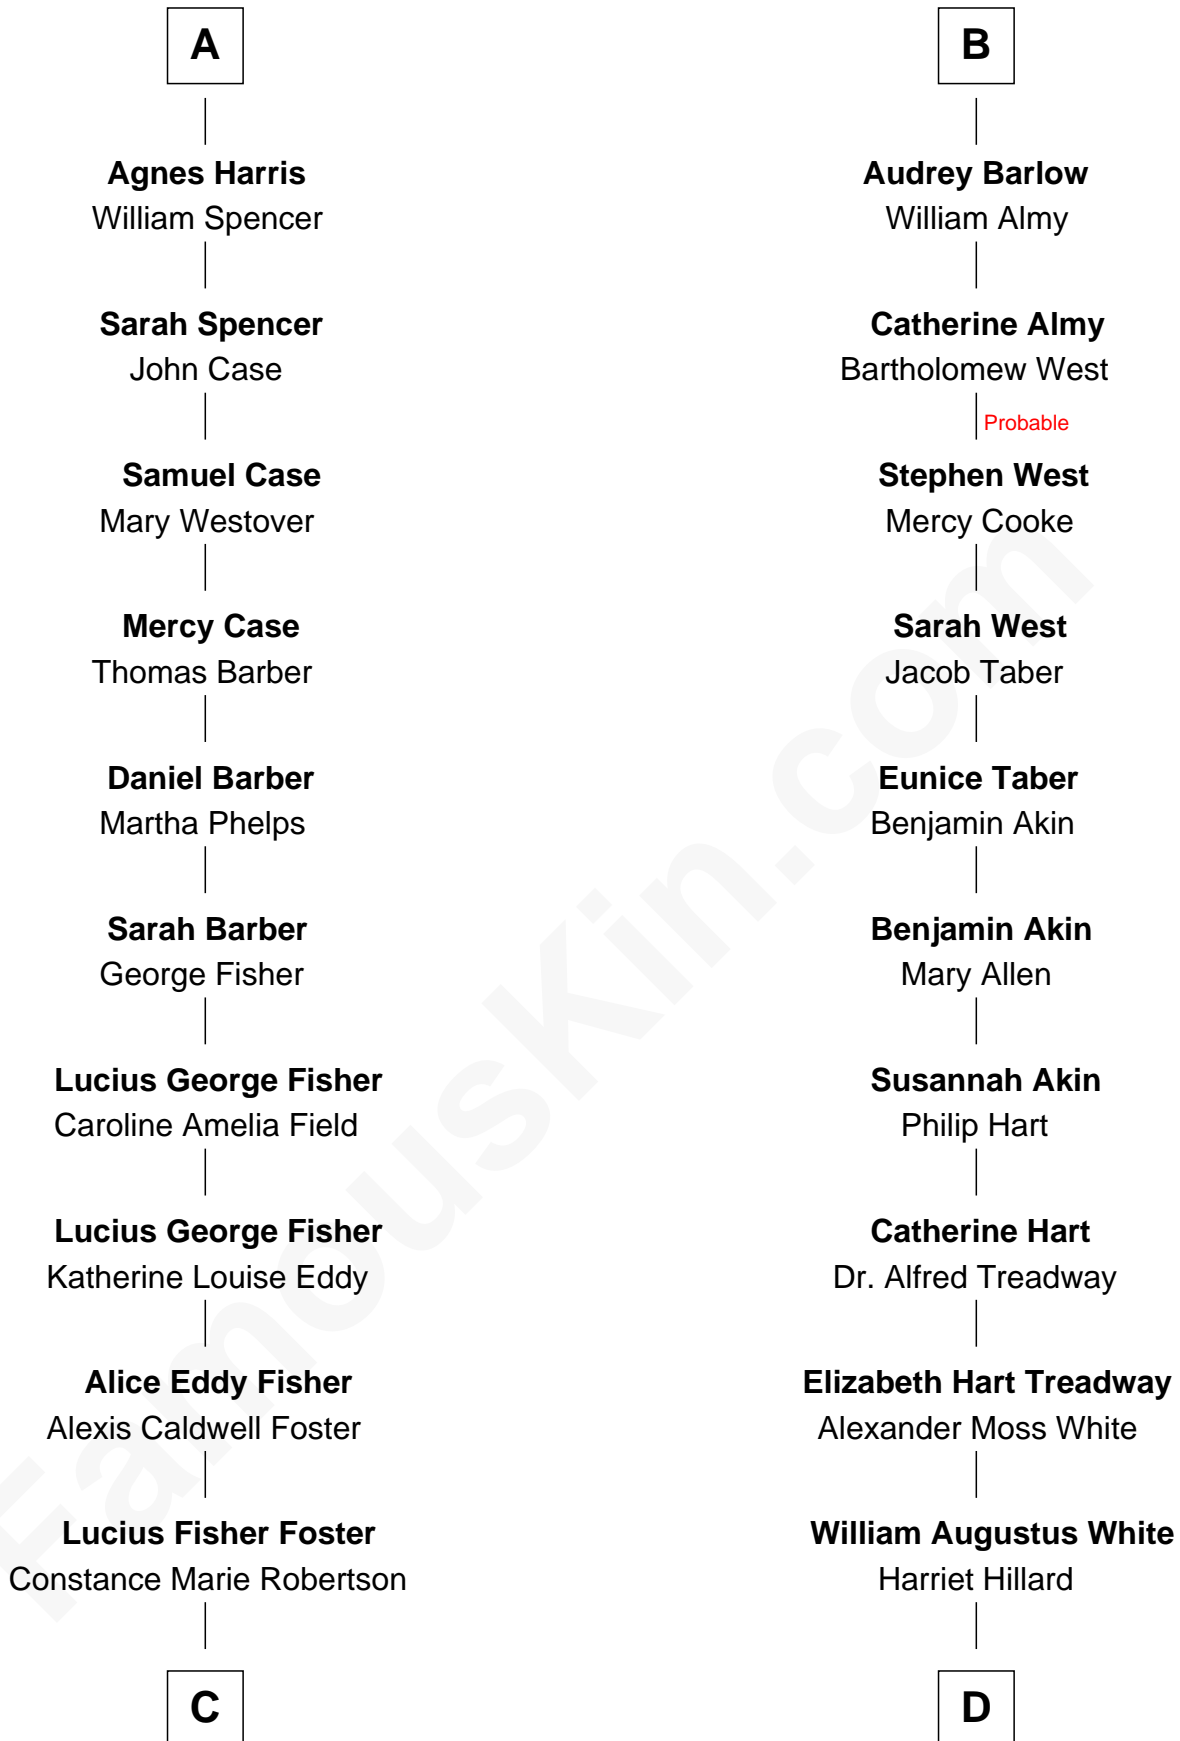 A
Agnes Harris
William Spencer
Sarah Spencer
John Case
Samuel Case
Mary Westover
Mercy Case
Thomas Barber
Daniel Barber
Martha Phelps
Sarah Barber
George Fisher
Lucius George Fisher
Caroline Amelia Field
Lucius George Fisher
Katherine Louise Eddy
Alice Eddy Fisher
Alexis Caldwell Foster
Lucius Fisher Foster
Constance Marie Robertson
C
B
Audrey Barlow
William Almy
Catherine Almy
Bartholomew West
Probable
Stephen West
Mercy Cooke
Sarah West
Jacob Taber
Eunice Taber
Benjamin Akin
Benjamin Akin
Mary Allen
Susannah Akin
Philip Hart
Catherine Hart
Dr. Alfred Treadway
Elizabeth Hart Treadway
Alexander Moss White
William Augustus White
Harriet Hillard
D
FamousKin.com